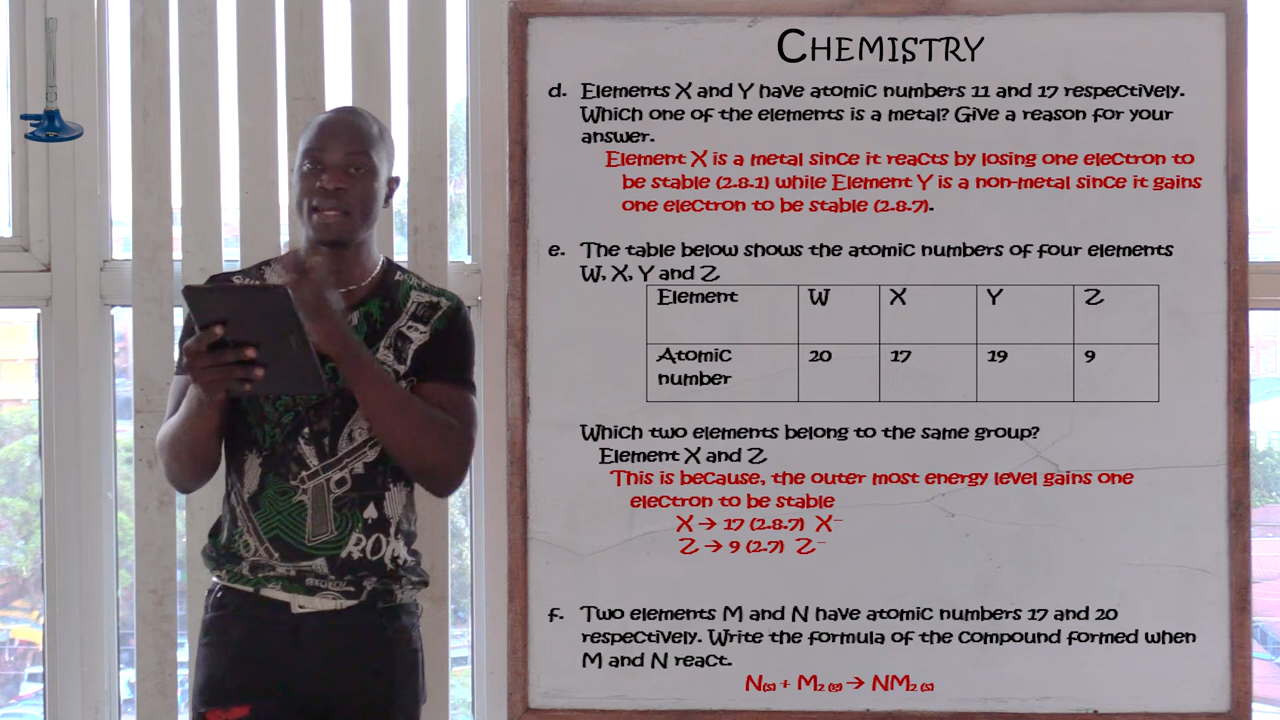 CHEMISTRY
d. Elements X and Y have atomic numbers 11 and 17 respectively.
Which one of the elements is a metal? Give a reason for your
answer.
Element X is a metal since it reacts by losing one electron to
be stable (2.8.1) while Element Y is a non-metal since it gains
one electron to be stable (2.8.7).
e. The table below shows the atomic numbers of four elements
W, X, Y and Z
Element W X Y Z
Atomic 20 17 19 9
number
Which two elements belong to the same group?
Element X and Z
This is because, the outer most energy level gains one
electron to be stable
X → 17 (2.8.7) X⁻
Z → 9 (2.7) Z⁻
f. Two elements M and N have atomic numbers 17 and 20
respectively. Write the formula of the compound formed when
M and N react.
N(s) + M₂(g) → NM₂(s)